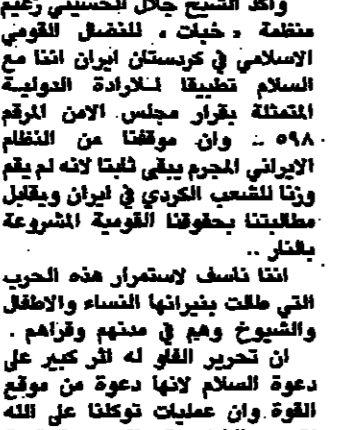 واكد الشيخ جلال الحسيني زعيم
منظمة « خبات » للنضال القومي
الاسلامي في كردستان ايران اننا مع
السلام تطبيقا لــلارادة الدوليـة
المتمثلة بقرار مجلس الامن المرقم
٥٩٨ .. وان موقفنا من النظام
الايراني المجرم يبقى ثابتا لانه لم يقم
وزنا للشعب الكردي في ايران ويقابل
مطالبتنا بحقوقنا القومية المشروعة
بالنار ..
اننا ناسف لاستمرار هذه الحرب
التي طالت بنيرانها النساء والاطفال
والشيوخ وهم في مدنهم وقراهم .
ان تحرير الفاو له اثر كبير على
دعوة السلام لانها دعوة من موقع
القوة وان عمليات توكلنا على الله